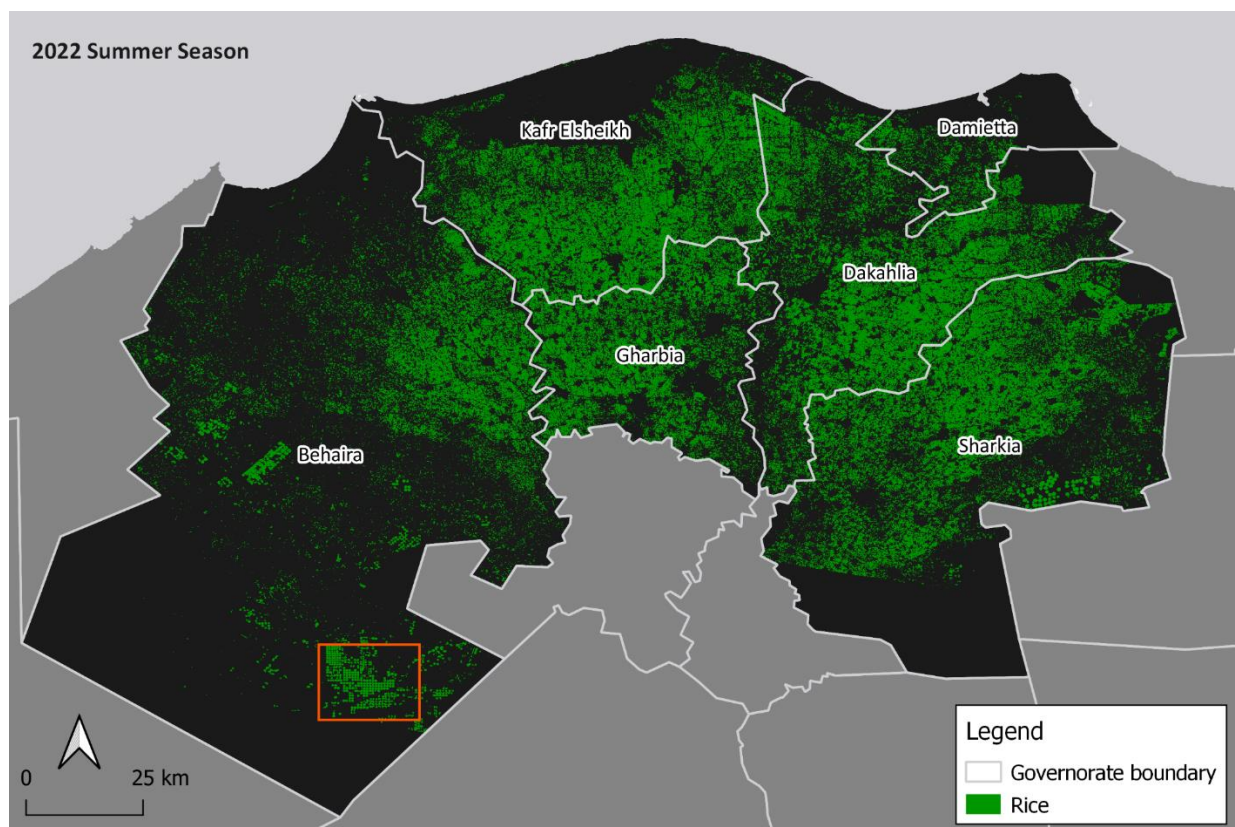 2022 Summer Season
Kafr Elsheikh
Damietta
Dakahlia
Gharbia
Behaira
Sharkia
0 25 km
Legend
Governorate boundary
Rice